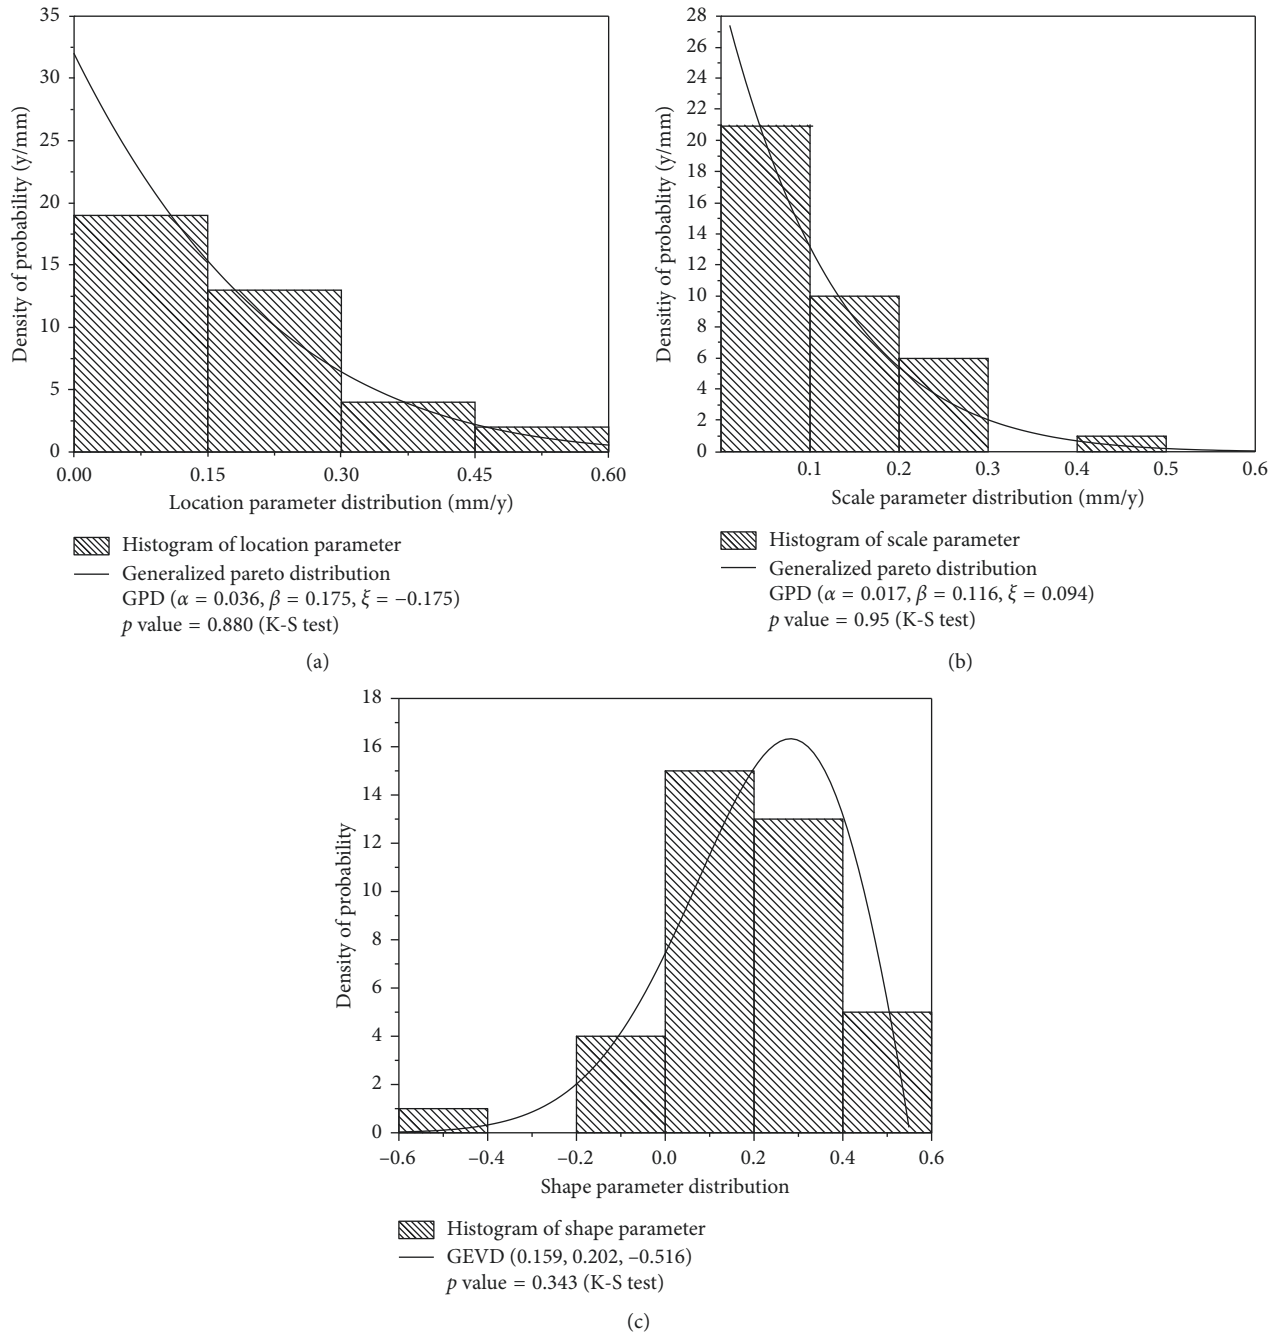 35
30
25
20
15
10
5
0
Density of probability (y/mm)
0.00 0.15 0.30 0.45 0.60
Location parameter distribution (mm/y)
Histogram of location parameter
Generalized pareto distribution
GPD (α = 0.036, β = 0.175, ξ = –0.175)
p value = 0.880 (K-S test)
(a)
28
26
24
22
20
18
16
14
12
10
8
6
4
2
0
Densitiy of probablity (y/mm)
0.1 0.2 0.3 0.4 0.5 0.6
Scale parameter distribution (mm/y)
Histogram of scale parameter
Generalized pareto distribution
GPD (α = 0.017, β = 0.116, ξ = 0.094)
p value = 0.95 (K-S test)
(b)
18
16
14
12
10
8
6
4
2
0
Density of probability
–0.6 –0.4 –0.2 0.0 0.2 0.4 0.6
Shape parameter distribution
Histogram of shape parameter
GEVD (0.159, 0.202, –0.516)
p value = 0.343 (K-S test)
(c)